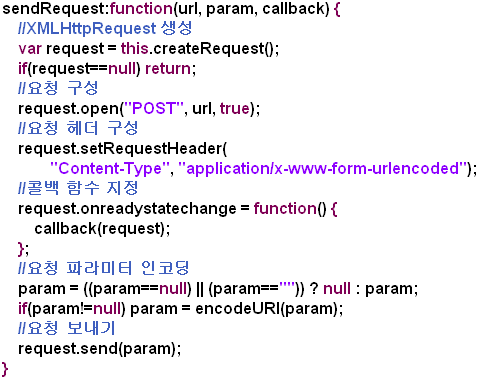 sendRequest:function(url, param, callback) {
//XMLHttpRequest 생성
var request = this.createRequest();
if(request==null) return;
//요청 구성
request.open("POST", url, true);
//요청 헤더 구성
request.setRequestHeader(
"Content-Type", "application/x-www-form-urlencoded");
//콜백 함수 지정
request.onreadystatechange = function() {
callback(request);
};
//요청 파라미터 인코딩
param = ((param==null) || (param=="")) ? null : param;
if(param!=null) param = encodeURI(param);
//요청 보내기
request.send(param);
}